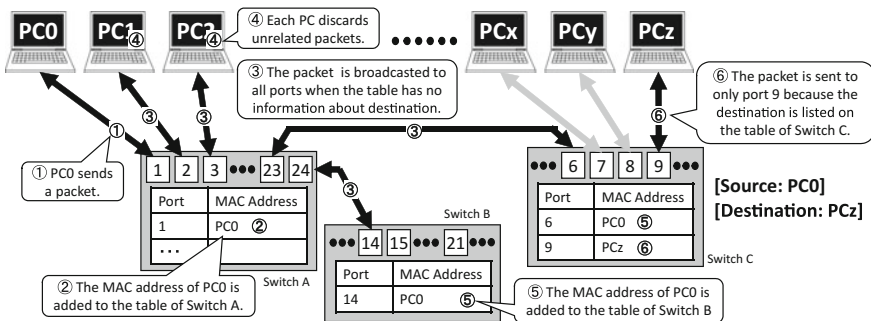 PC0
PC1
④
PC2
④
④ Each PC discards
unrelated packets.
••••••
PCx
PCy
PCz
③ The packet is broadcasted to
all ports when the table has no
information about destination.
⑥ The packet is sent to
only port 9 because the
destination is listed on
the table of Switch C.
①
③
③
③
③
⑥
① PC0 sends
a packet.
1 2 3 ••• 23 24
Port MAC Address
1 PC0 ②
...
Switch A
② The MAC address of PC0 is
added to the table of Switch A.
Switch B
••• 14 15 ••• 21 •••
Port MAC Address
14 PC0 ⑤
⑤ The MAC address of PC0 is
added to the table of Switch B
••• 6 7 8 9 •••
Port MAC Address
6 PC0 ⑤
9 PCz ⑥
Switch C
[Source: PC0]
[Destination: PCz]